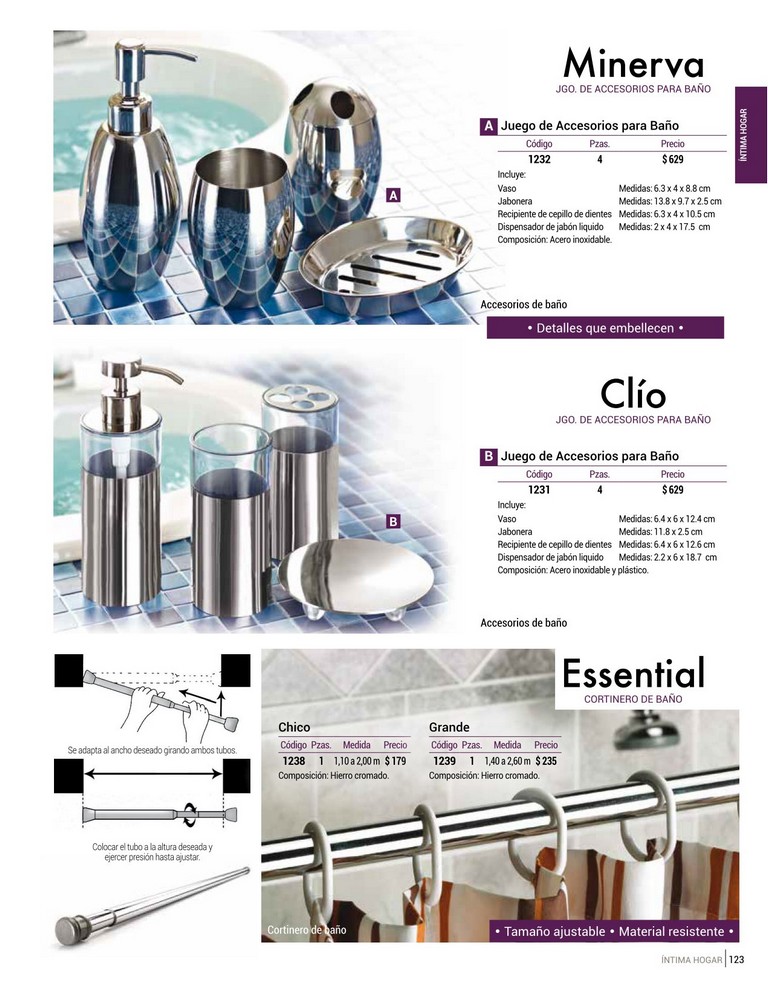 Minerva
JGO. DE ACCESORIOS PARA BAÑO
ÍNTIMA HOGAR
A Juego de Accesorios para Baño
Código Pzas. Precio
1232 4 $ 629
Incluye:
Vaso Medidas: 6.3 x 4 x 8.8 cm
Jabonera Medidas: 13.8 x 9.7 x 2.5 cm
Recipiente de cepillo de dientes Medidas: 6.3 x 4 x 10.5 cm
Dispensador de jabón liquido Medidas: 2 x 4 x 17.5 cm
Composición: Acero inoxidable.
A
Accesorios de baño
• Detalles que embellecen •
Clío
JGO. DE ACCESORIOS PARA BAÑO
B Juego de Accesorios para Baño
Código Pzas. Precio
1231 4 $ 629
Incluye:
Vaso Medidas: 6.4 x 6 x 12.4 cm
Jabonera Medidas: 11.8 x 2.5 cm
Recipiente de cepillo de dientes Medidas: 6.4 x 6 x 12.6 cm
Dispensador de jabón liquido Medidas: 2.2 x 6 x 18.7 cm
Composición: Acero inoxidable y plástico.
B
Accesorios de baño
Essential
CORTINERO DE BAÑO
Chico
Código Pzas. Medida Precio
1238 1 1,10 a 2,00 m $ 179
Composición: Hierro cromado.
Grande
Código Pzas. Medida Precio
1239 1 1,40 a 2,60 m $ 235
Composición: Hierro cromado.
Se adapta al ancho deseado girando ambos tubos.
Colocar el tubo a la altura deseada y
ejercer presión hasta ajustar.
Cortinero de baño
• Tamaño ajustable • Material resistente •
ÍNTIMA HOGAR 123